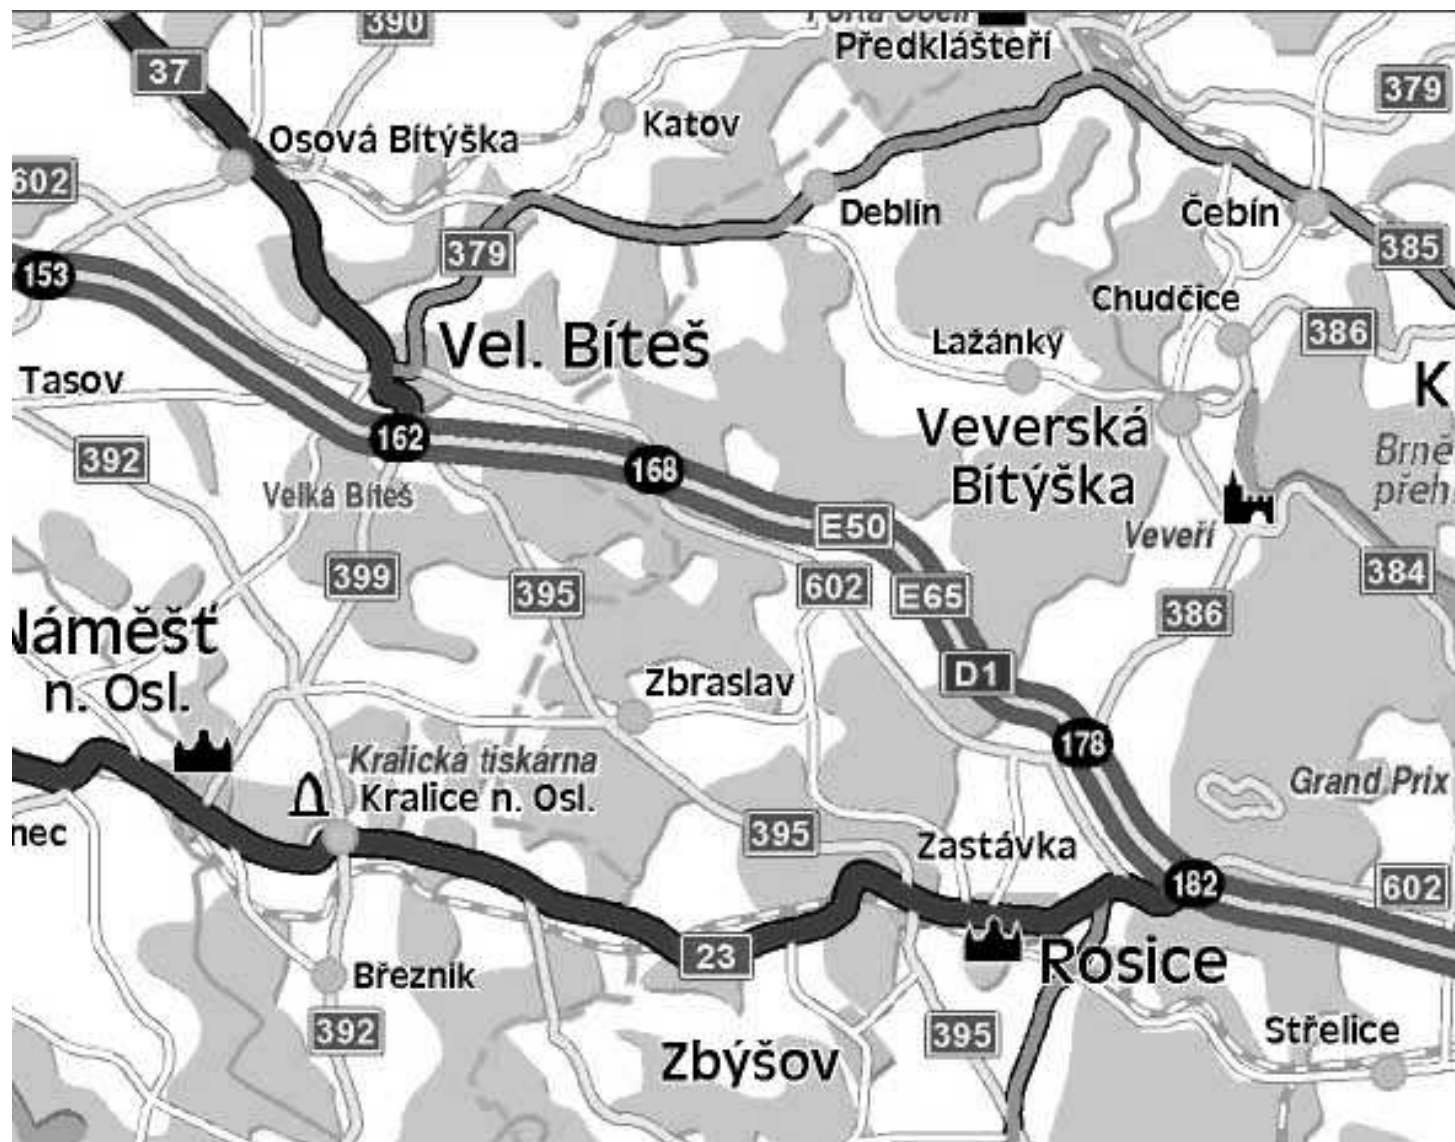 390
Předklášteří
37
379
Katov
Osová Bítýška
602
Deblín
Čebín
385
379
153
Chudčice
386
Vel. Bíteš
Lažánky
Tasov
K
Veverská
Bítýška
162
392
168
Velká Bíteš
Brně
přeh
E50
Veveří
399
395
602
E65
384
386
Náměšť
n. Osl.
Zbraslav
D1
178
Kralická tiskárna
Kralice n. Osl.
Grand Prix
nec
395
Zastávka
182
602
23
Rosice
Březník
392
Zbýšov
395
Střelice